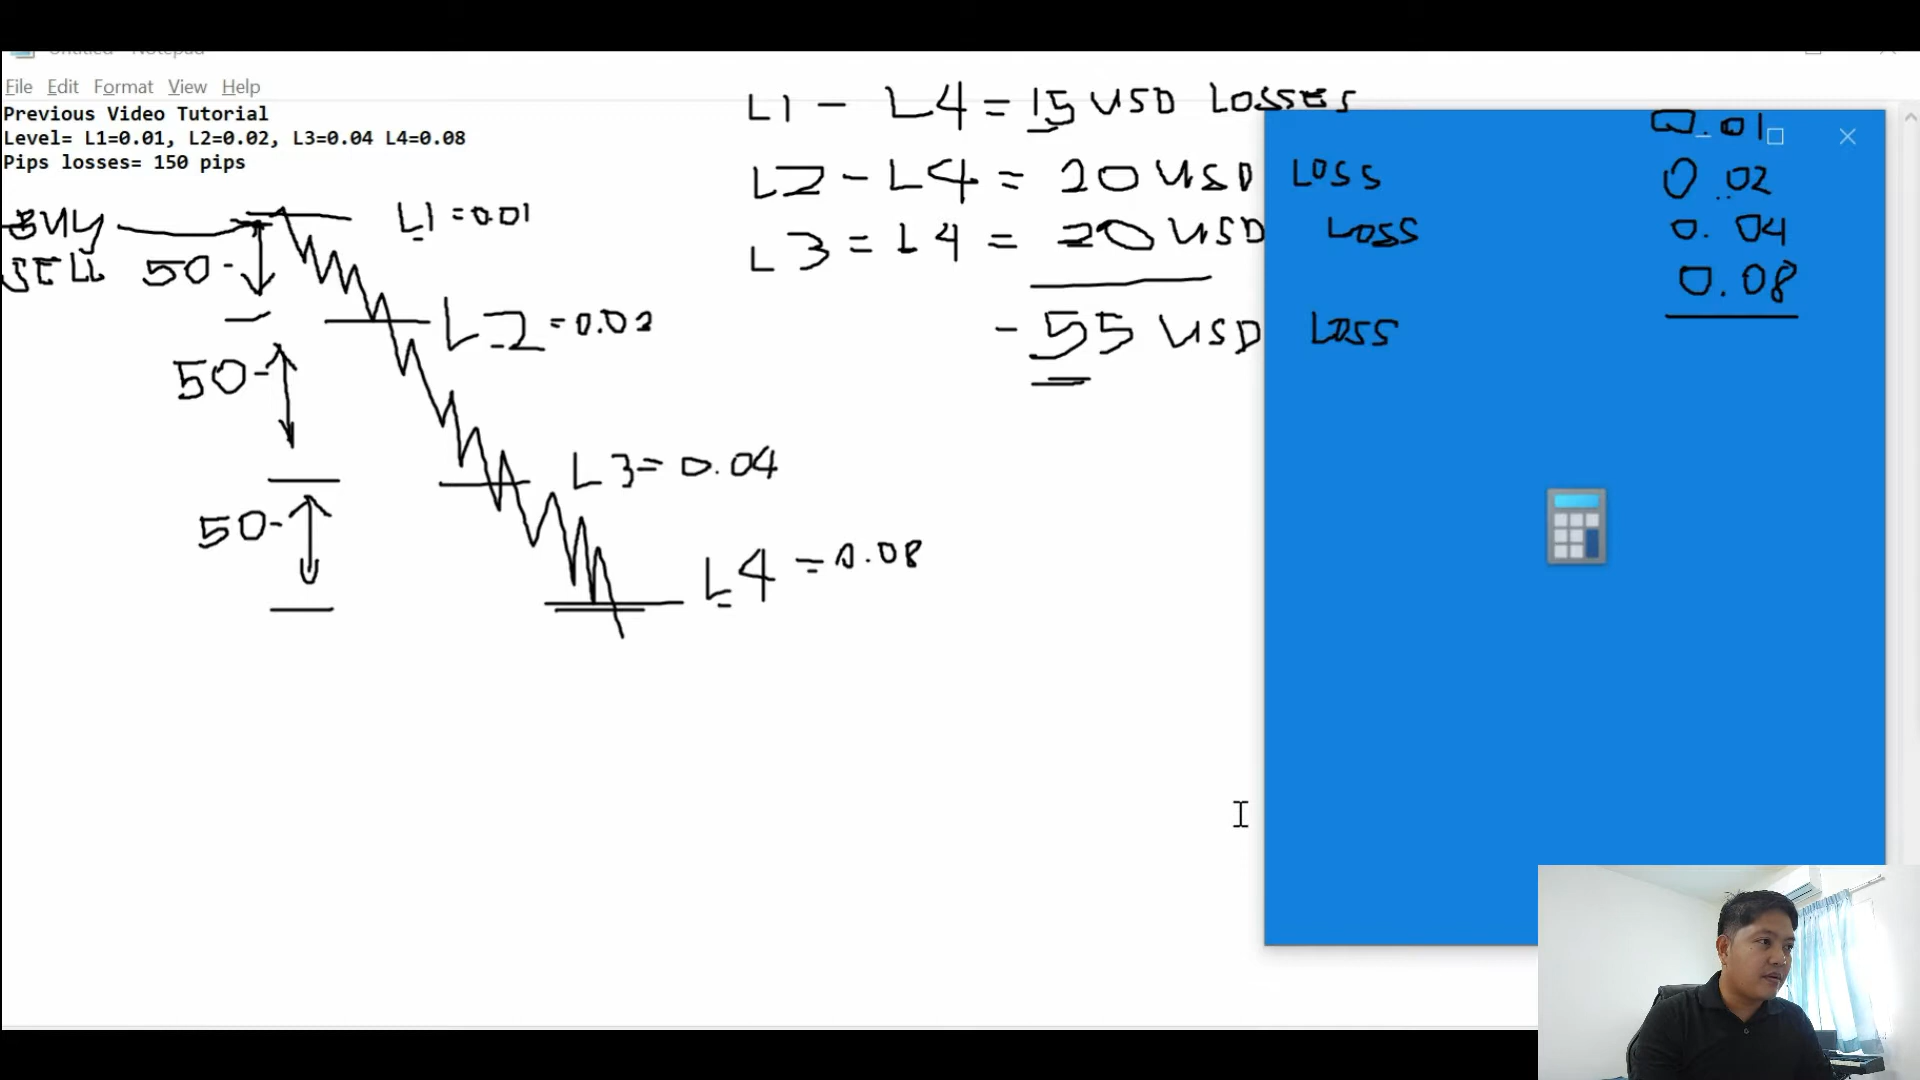 File Edit Format View Help
Previous Video Tutorial
Level= L1=0.01, L2=0.02, L3=0.04 L4=0.08
Pips losses= 150 pips
BUY
SELL
50-
L1 = 0.01
50-
L2 = 0.02
50-
L3= 0.04
L4 = 0.08
L1 - L4 = 15 USD LOSSES
L2 - L4 = 20 USD LOSS
L3 = L4 = 20 USD LOSS
- 55 USD LOSS
0.01
0.02
0.04
0.08